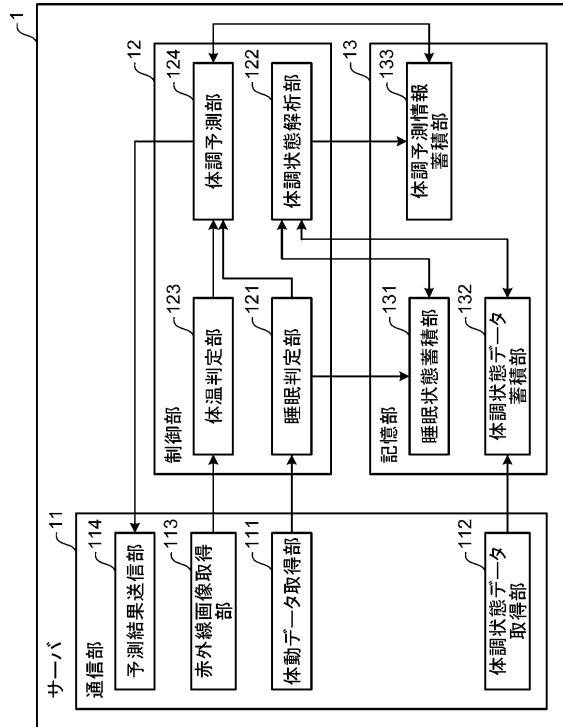 1
サーバ
11
通信部
114
予測結果送信部
113
赤外線画像取得
部
111
体動データ取得部
112
体調状態データ
取得部
12
制御部
123
体温判定部
124
体調予測部
121
睡眠判定部
122
体調状態解析部
13
記憶部
131
睡眠状態蓄積部
132
体調状態データ
蓄積部
133
体調予測情報
蓄積部